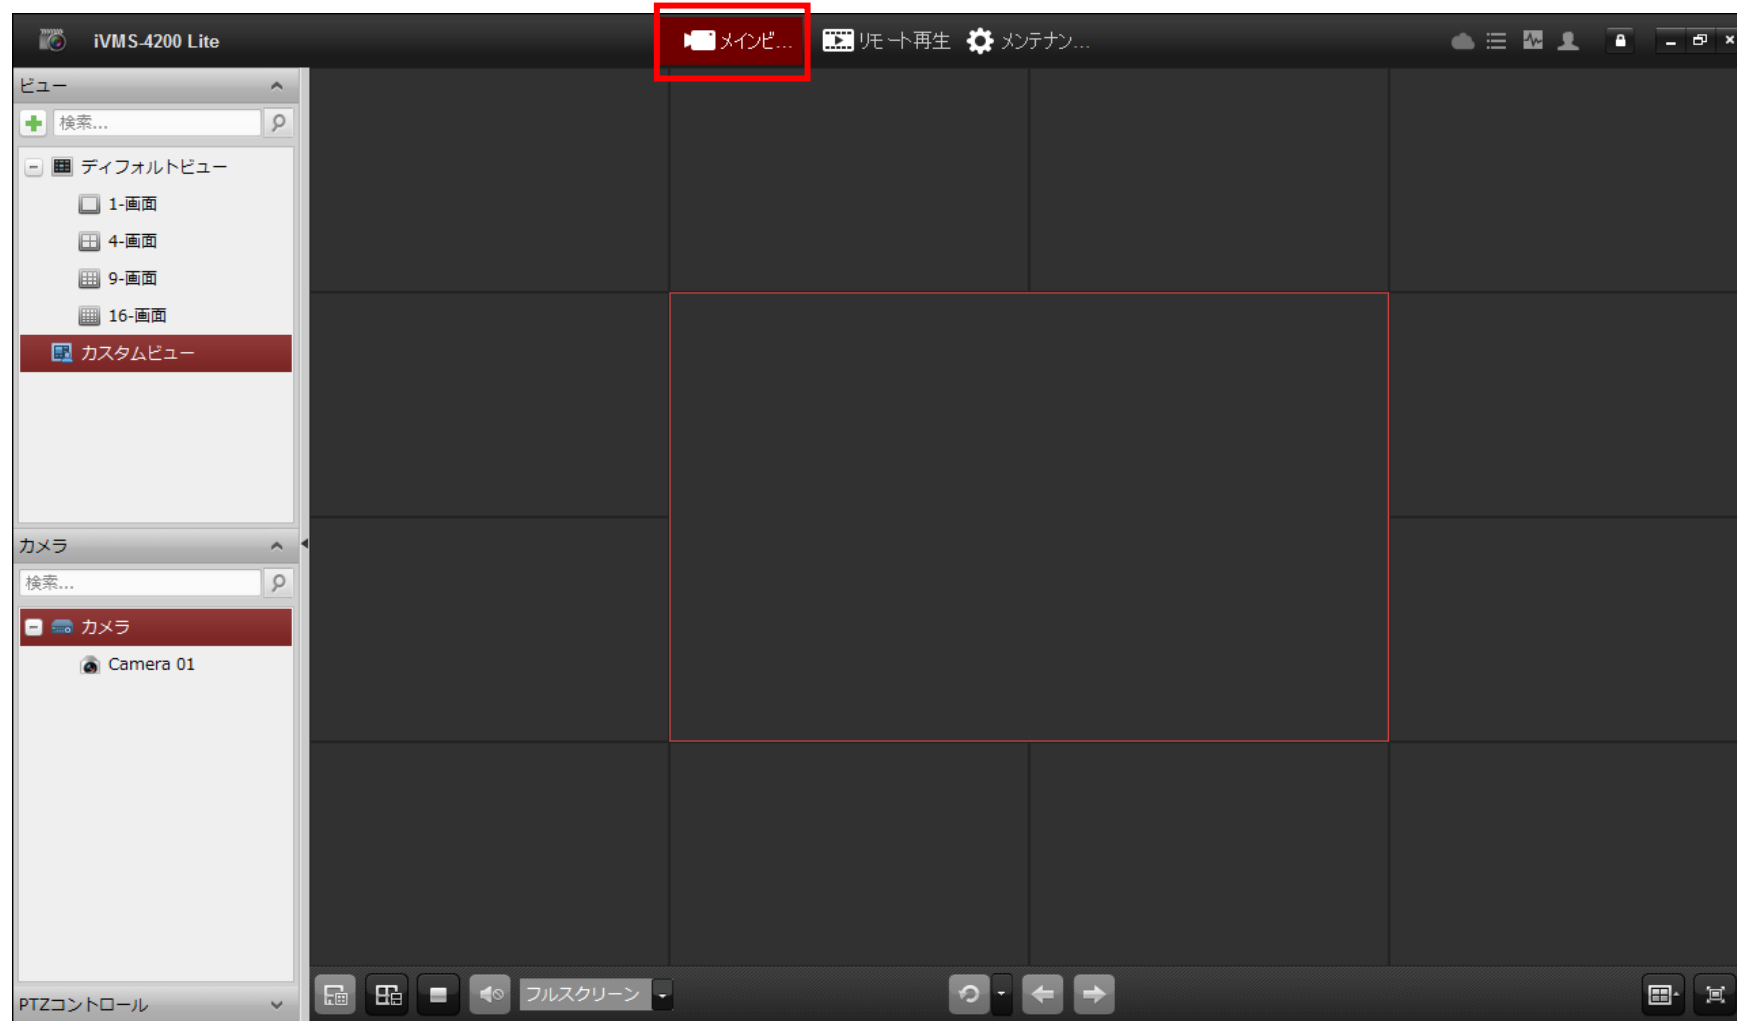 iVMS-4200 Lite
メインビ...
リモート再生
メンテナン...
ビュー
検索...
ディフォルトビュー
1-画面
4-画面
9-画面
16-画面
カスタムビュー
カメラ
検索...
カメラ
Camera 01
PTZコントロール
フルスクリーン